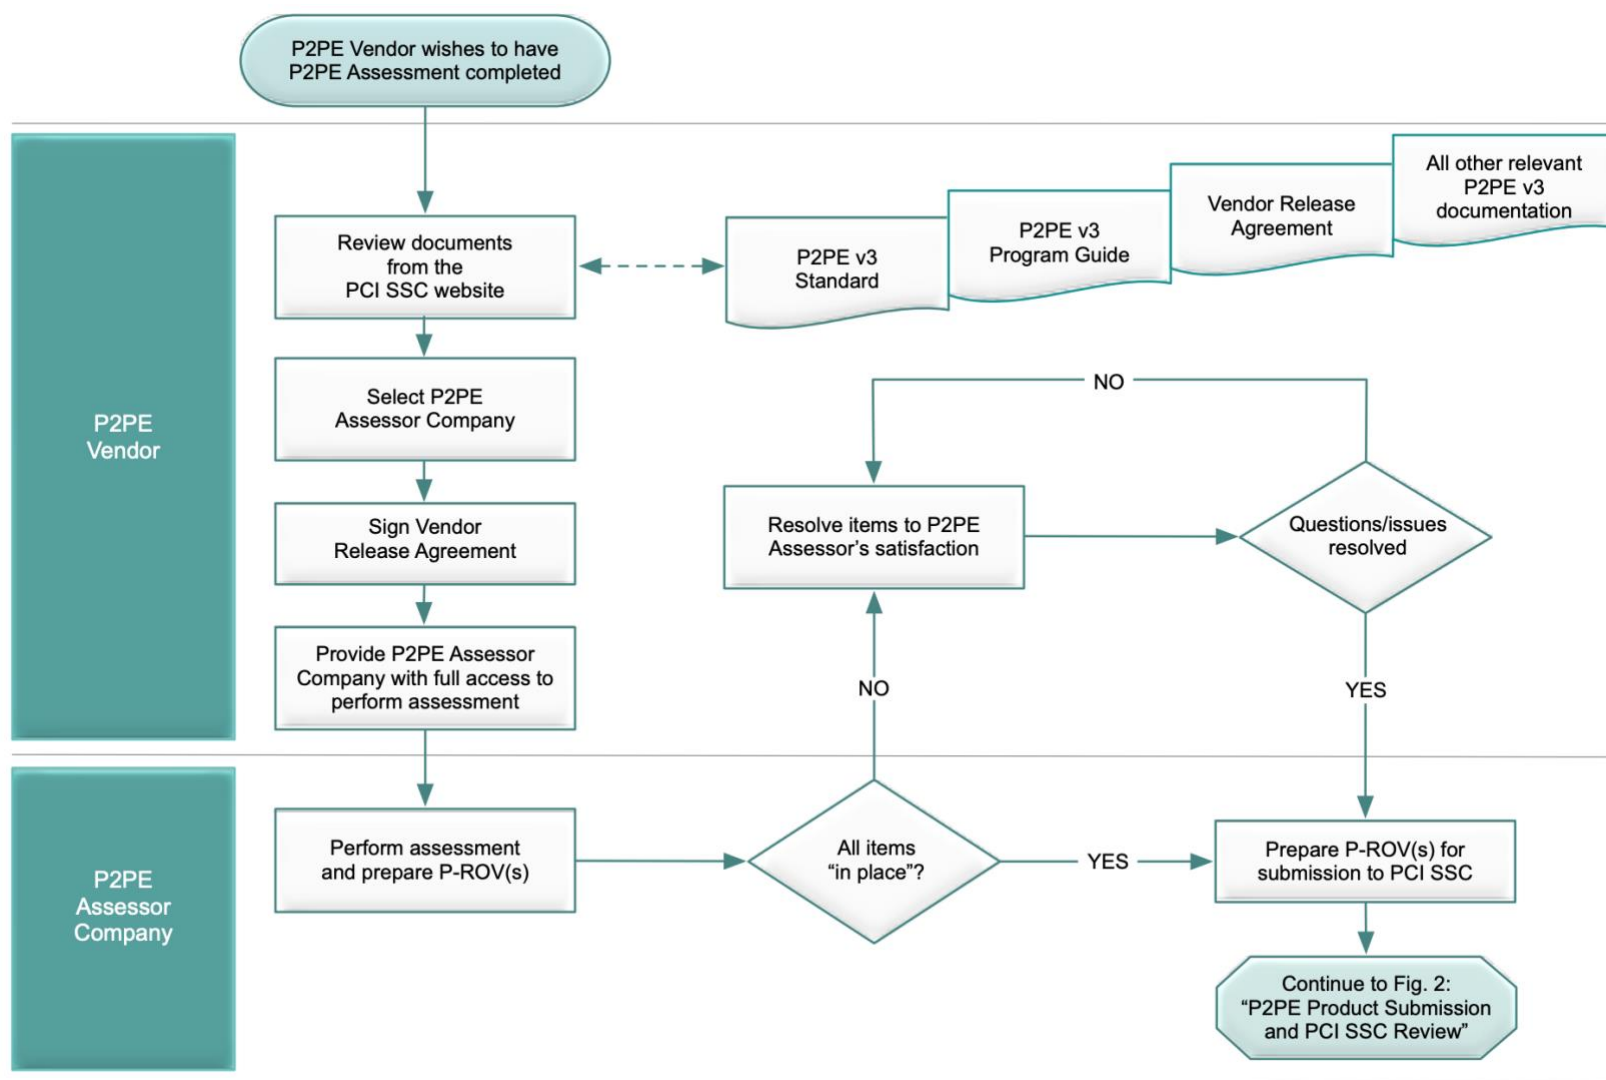 P2PE Vendor wishes to have
P2PE Assessment completed
P2PE
Vendor
Review documents
from the
PCI SSC website
P2PE v3
Standard
P2PE v3
Program Guide
Vendor Release
Agreement
All other relevant
P2PE v3
documentation
Select P2PE
Assessor Company
Sign Vendor
Release Agreement
Provide P2PE Assessor
Company with full access to
perform assessment
NO
Resolve items to P2PE
Assessor’s satisfaction
Questions/issues
resolved
NO
YES
P2PE
Assessor
Company
Perform assessment
and prepare P-ROV(s)
All items
“in place”?
YES
Prepare P-ROV(s) for
submission to PCI SSC
Continue to Fig. 2:
“P2PE Product Submission
and PCI SSC Review”